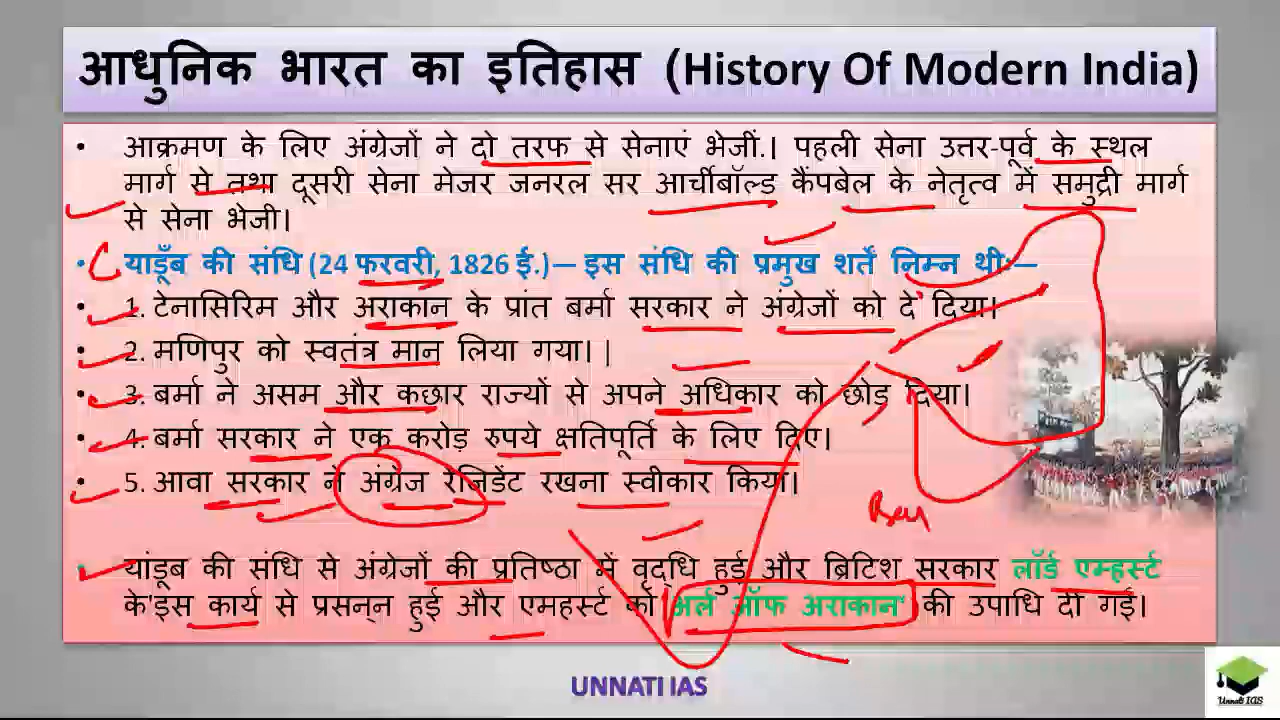 आधुनिक भारत का इतिहास (History Of Modern India)
• आक्रमण के लिए अंग्रेजों ने दो तरफ से सेनाएं भेजीं.। पहली सेना उत्तर-पूर्व के स्थल
मार्ग से तथा दूसरी सेना मेजर जनरल सर आर्चीबॉल्ड कैंपबेल के नेतृत्व में समुद्री मार्ग
से सेना भेजी।
• याडूँब की संधि (24 फरवरी, 1826 ई.)— इस संधि की प्रमुख शर्तें निम्न थी:—
• 1. टेनासिरिम और अराकान के प्रांत बर्मा सरकार ने अंग्रेजों को दे दिया।
• 2. मणिपुर को स्वतंत्र मान लिया गया। |
• 3. बर्मा ने असम और कछार राज्यों से अपने अधिकार को छोड़ दिया।
• 4. बर्मा सरकार ने एक करोड़ रुपये क्षतिपूर्ति के लिए दिए।
• 5. आवा सरकार ने अंग्रेज रेजिडेंट रखना स्वीकार किया।
• यांडूब की संधि से अंग्रेजों की प्रतिष्ठा में वृद्धि हुई और ब्रिटिश सरकार लॉर्ड एम्हर्स्ट
के'इस कार्य से प्रसन्न हुई और एमहर्स्ट को 'अर्ल ऑफ अराकान' की उपाधि दी गई।
UNNATI IAS
Unnati IAS